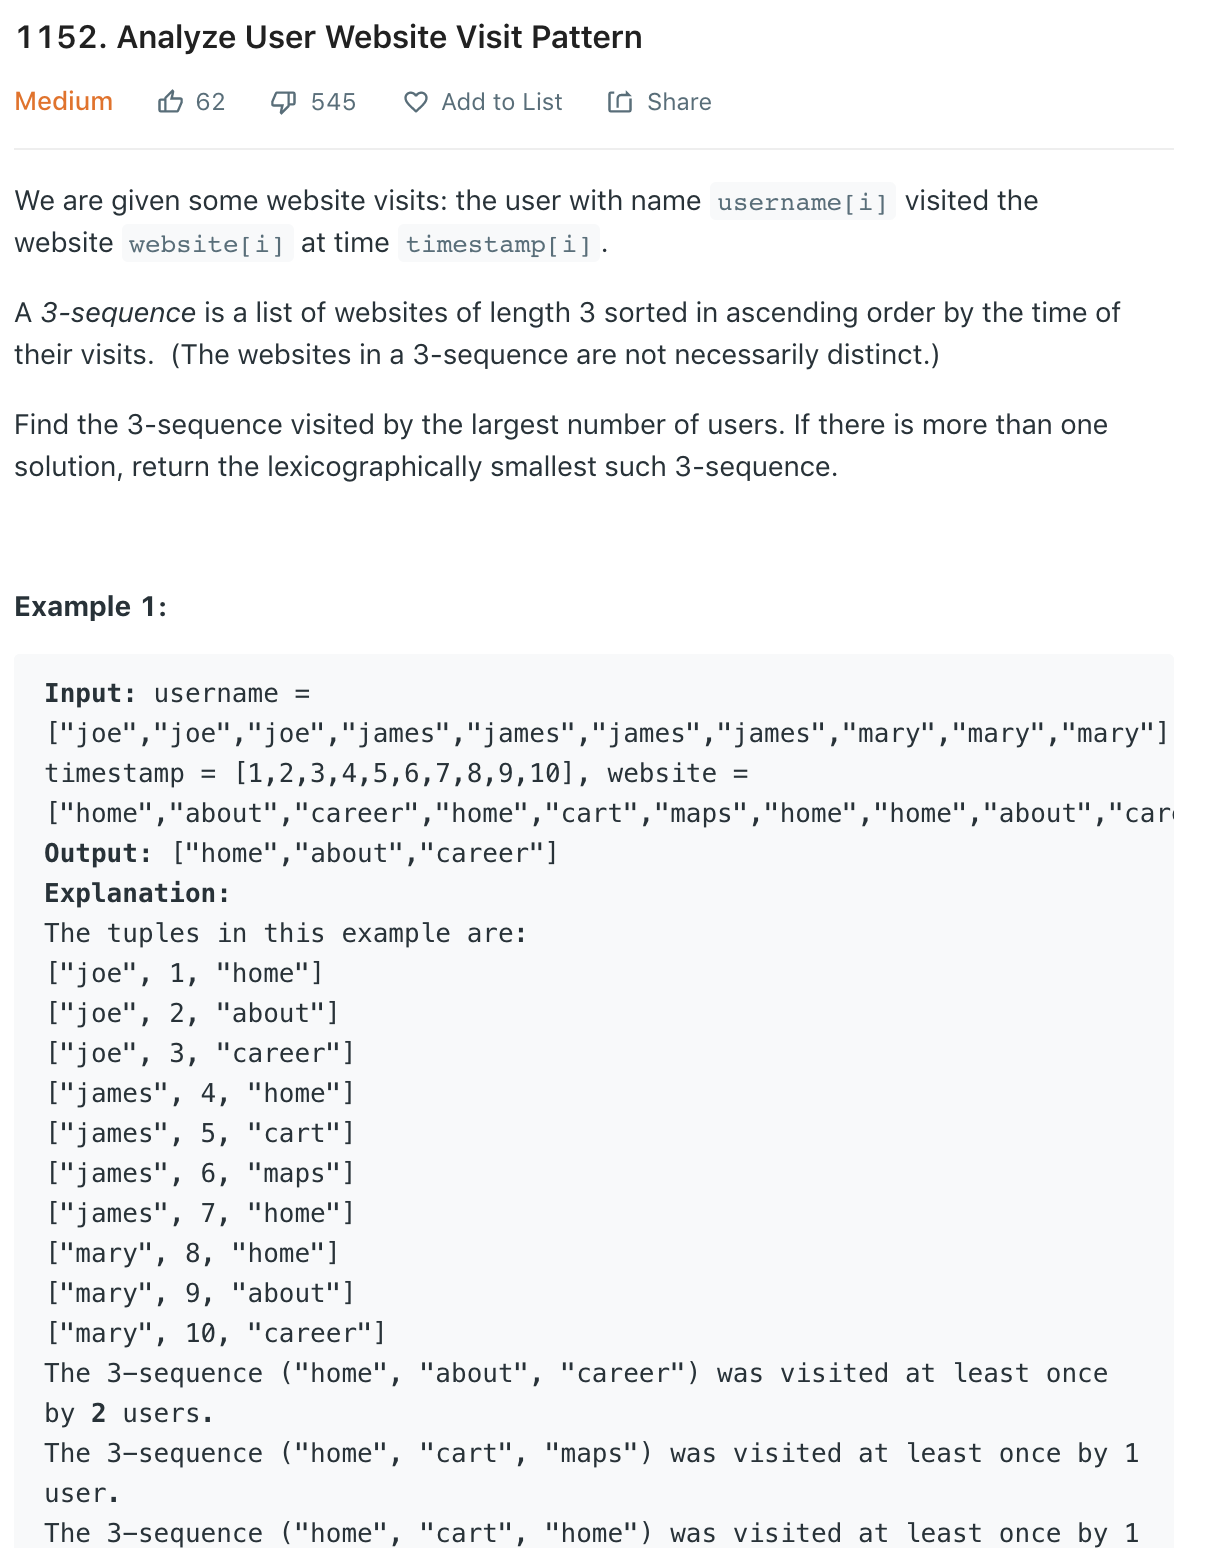 1152. Analyze User Website Visit Pattern
Medium 62 545 Add to List Share
We are given some website visits: the user with name username[i] visited the
website website[i] at time timestamp[i].
A 3-sequence is a list of websites of length 3 sorted in ascending order by the time of
their visits.  (The websites in a 3-sequence are not necessarily distinct.)
Find the 3-sequence visited by the largest number of users. If there is more than one
solution, return the lexicographically smallest such 3-sequence.
Example 1:
Input: username =
["joe","joe","joe","james","james","james","james","mary","mary","mary"],
timestamp = [1,2,3,4,5,6,7,8,9,10], website =
["home","about","career","home","cart","maps","home","home","about","car
Output: ["home","about","career"]
Explanation:
The tuples in this example are:
["joe", 1, "home"]
["joe", 2, "about"]
["joe", 3, "career"]
["james", 4, "home"]
["james", 5, "cart"]
["james", 6, "maps"]
["james", 7, "home"]
["mary", 8, "home"]
["mary", 9, "about"]
["mary", 10, "career"]
The 3-sequence ("home", "about", "career") was visited at least once
by 2 users.
The 3-sequence ("home", "cart", "maps") was visited at least once by 1
user.
The 3-sequence ("home", "cart", "home") was visited at least once by 1